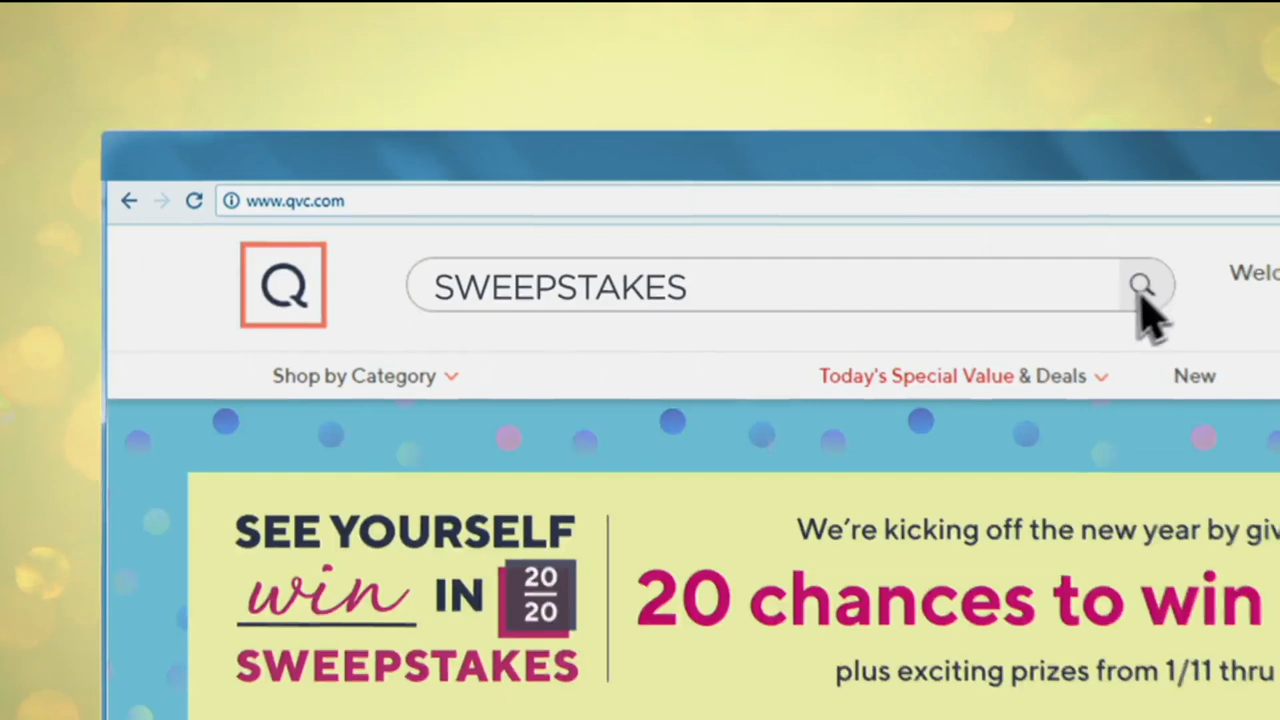 www.qvc.com
Q
SWEEPSTAKES
Shop by Category
Today's Special Value & Deals
New
SEE YOURSELF
win IN 20
20
SWEEPSTAKES
We're kicking off the new year by
20 chances to win
plus exciting prizes from 1/11 thru